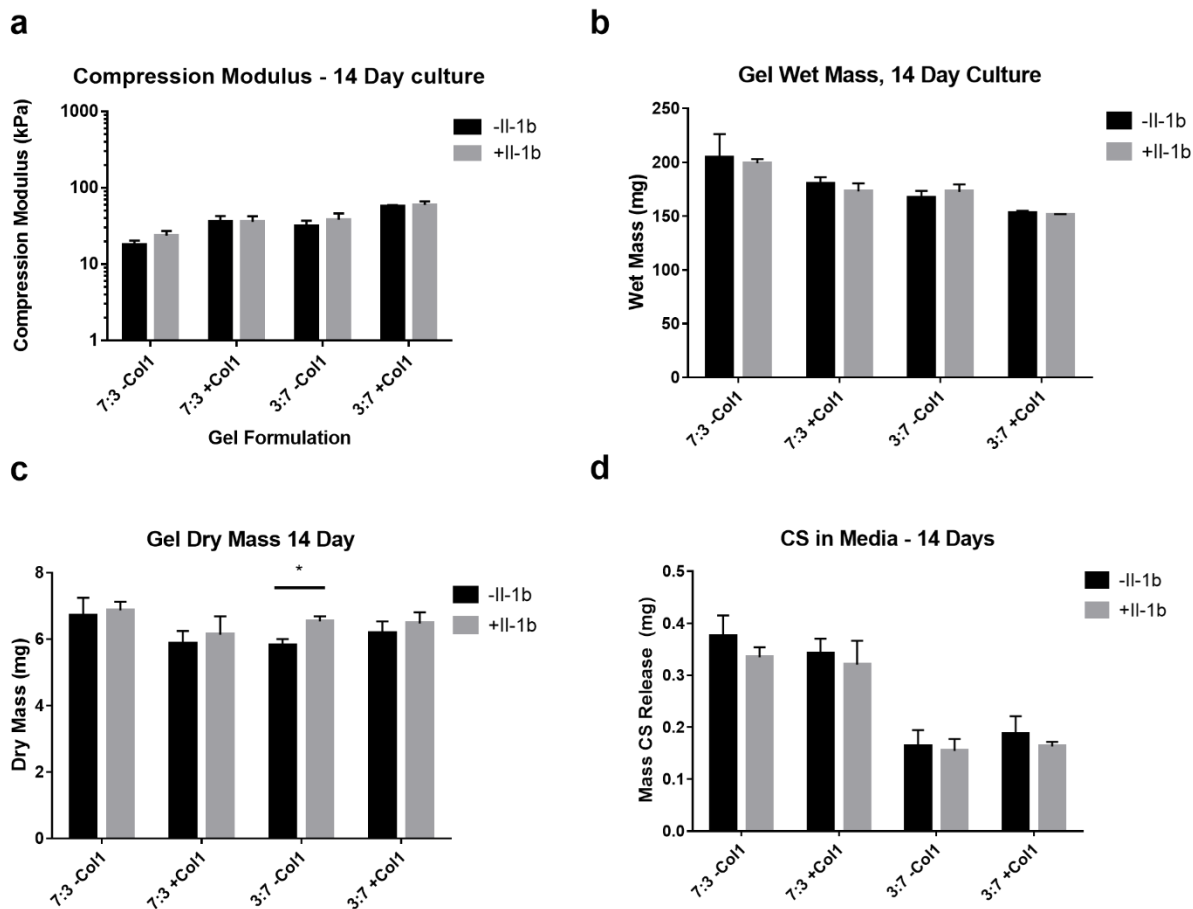 a
Compression Modulus - 14 Day culture
Compression Modulus (kPa)
1000
100
10
1
-Il-1b
+Il-1b
7:3 -Col1
7:3 +Col1
3:7 -Col1
3:7 +Col1
Gel Formulation
b
Gel Wet Mass, 14 Day Culture
Wet Mass (mg)
250
200
150
100
50
0
-Il-1b
+Il-1b
7:3 -Col1
7:3 +Col1
3:7 -Col1
3:7 +Col1
c
Gel Dry Mass 14 Day
Dry Mass (mg)
8
6
4
2
0
*
-Il-1b
+Il-1b
7:3 -Col1
7:3 +Col1
3:7 -Col1
3:7 +Col1
d
CS in Media - 14 Days
Mass CS Release (mg)
0.5
0.4
0.3
0.2
0.1
0.0
-Il-1b
+Il-1b
7:3 -Col1
7:3 +Col1
3:7 -Col1
3:7 +Col1